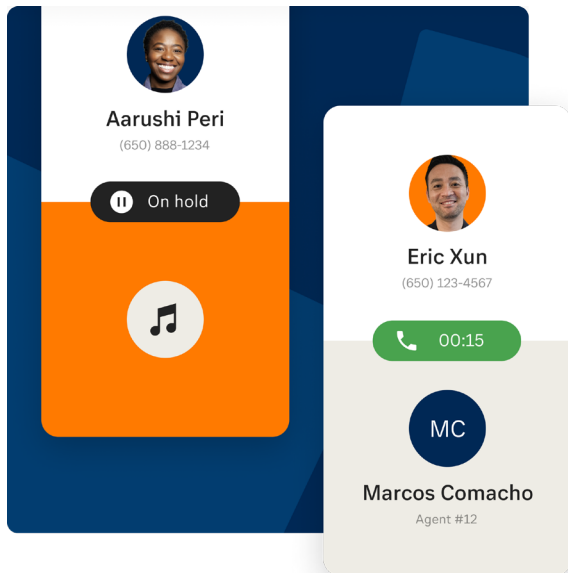 Aarushi Peri
(650) 888-1234
On hold
Eric Xun
(650) 123-4567
00:15
MC
Marcos Comacho
Agent #12